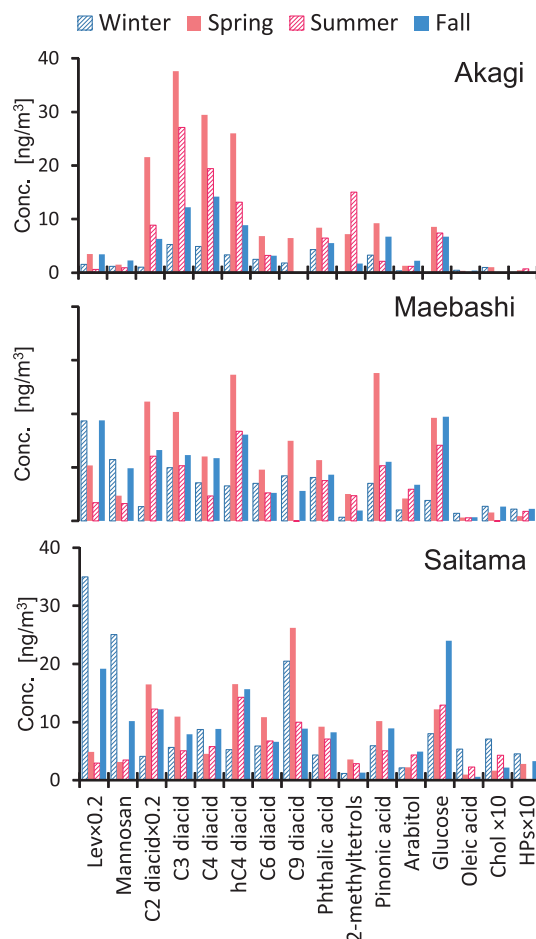 Winter Spring Summer Fall
Akagi
Conc. [ng/m³]
40
30
20
10
0
Maebashi
Conc. [ng/m³]
Saitama
Conc. [ng/m³]
40
30
20
10
0
Lev×0.2
Mannosan
C2 diacid×0.2
C3 diacid
C4 diacid
hC4 diacid
C6 diacid
C9 diacid
Phthalic acid
2-methyltetrols
Pinonic acid
Arabitol
Glucose
Oleic acid
Chol ×10
HPs×10